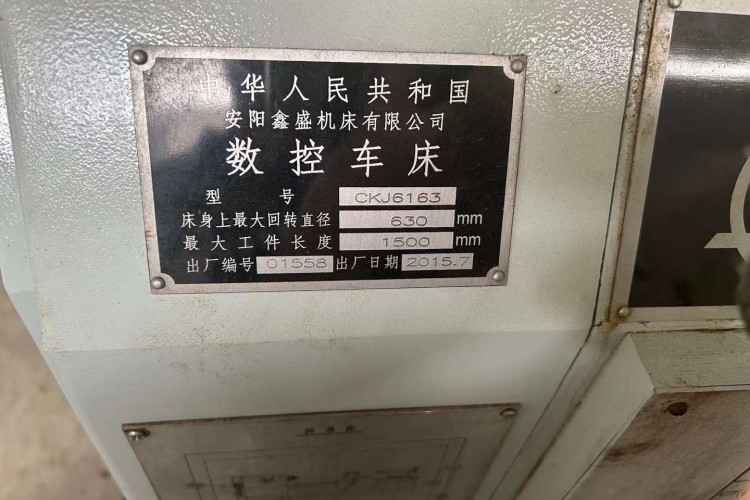 中华人民共和国
安阳鑫盛机床有限公司
数控车床
型号 CKJ6163
床身上最大回转直径 630 mm
最大工件长度 1500 mm
出厂编号 01558 出厂日期 2015.7